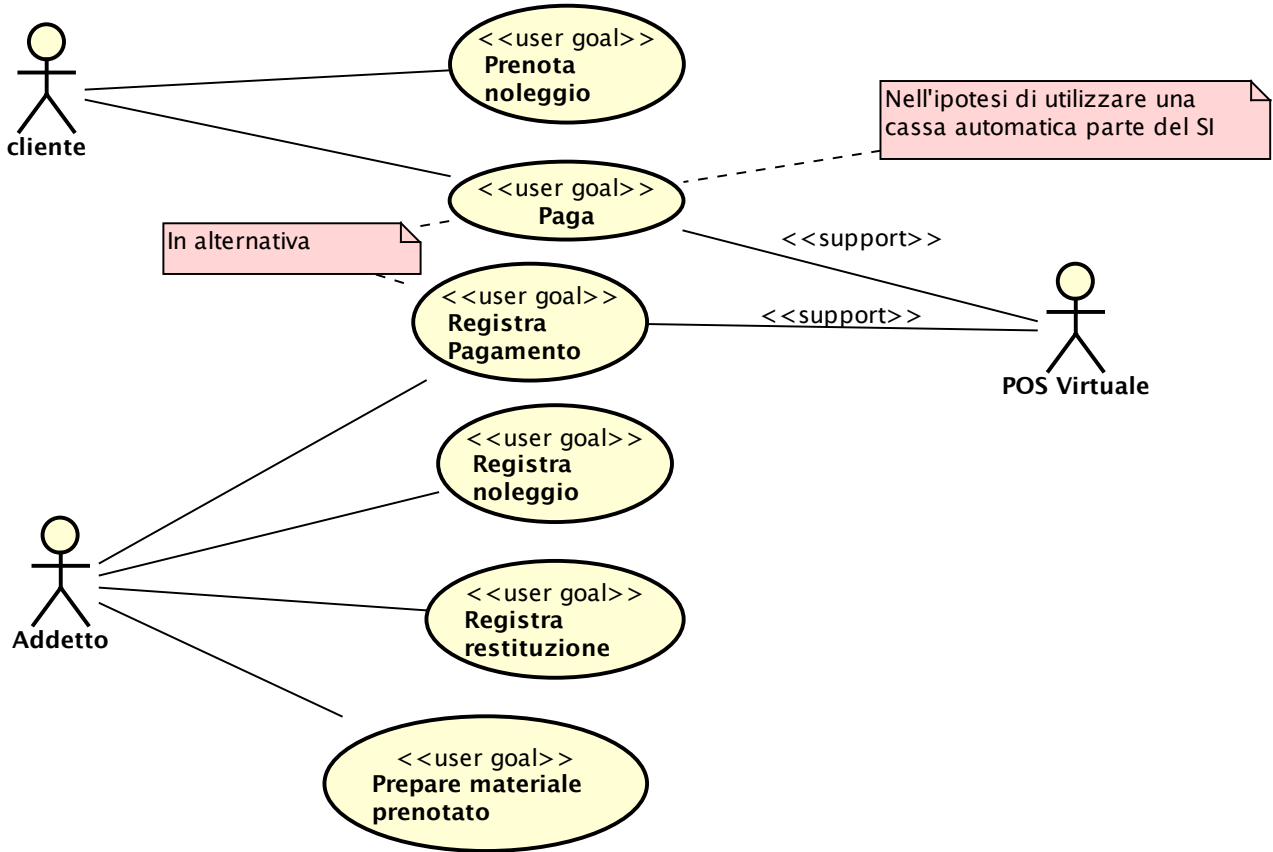 <<user goal>>
Prenota
noleggio
cliente
Nell'ipotesi di utilizzare una
cassa automatica parte del SI
<<user goal>>
Paga
In alternativa
<<support>>
<<user goal>>
Registra
Pagamento
<<support>>
POS Virtuale
<<user goal>>
Registra
noleggio
Addetto
<<user goal>>
Registra
restituzione
<<user goal>>
Prepare materiale
prenotato